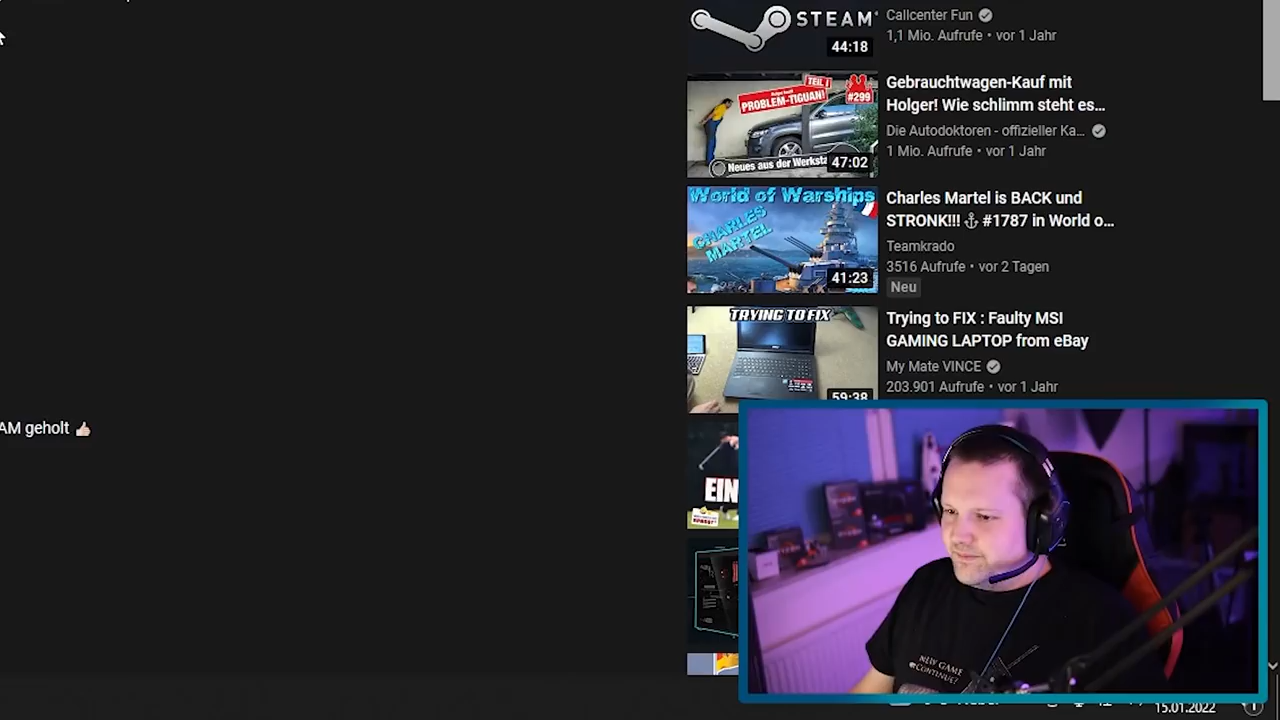 STEAM
44:18
Callcenter Fun
1,1 Mio. Aufrufe • vor 1 Jahr
TEIL 1
PROBLEM-TIGUAN!
#299
Neues aus der Werksta
47:02
Gebrauchtwagen-Kauf mit
Holger! Wie schlimm steht es...
Die Autodoktoren - offizieller Ka...
1 Mio. Aufrufe • vor 1 Jahr
World of Warships
CHARLES
MARTEL
41:23
Charles Martel is BACK und
STRONK!!! ⚓ #1787 in World o...
Teamkrado
3516 Aufrufe • vor 2 Tagen
Neu
TRYING TO FIX
59:38
Trying to FIX : Faulty MSI
GAMING LAPTOP from eBay
My Mate VINCE
203.901 Aufrufe • vor 1 Jahr
AM geholt 👍🏻
EIN
NEW GAME
CONTINUE?
15.01.2022